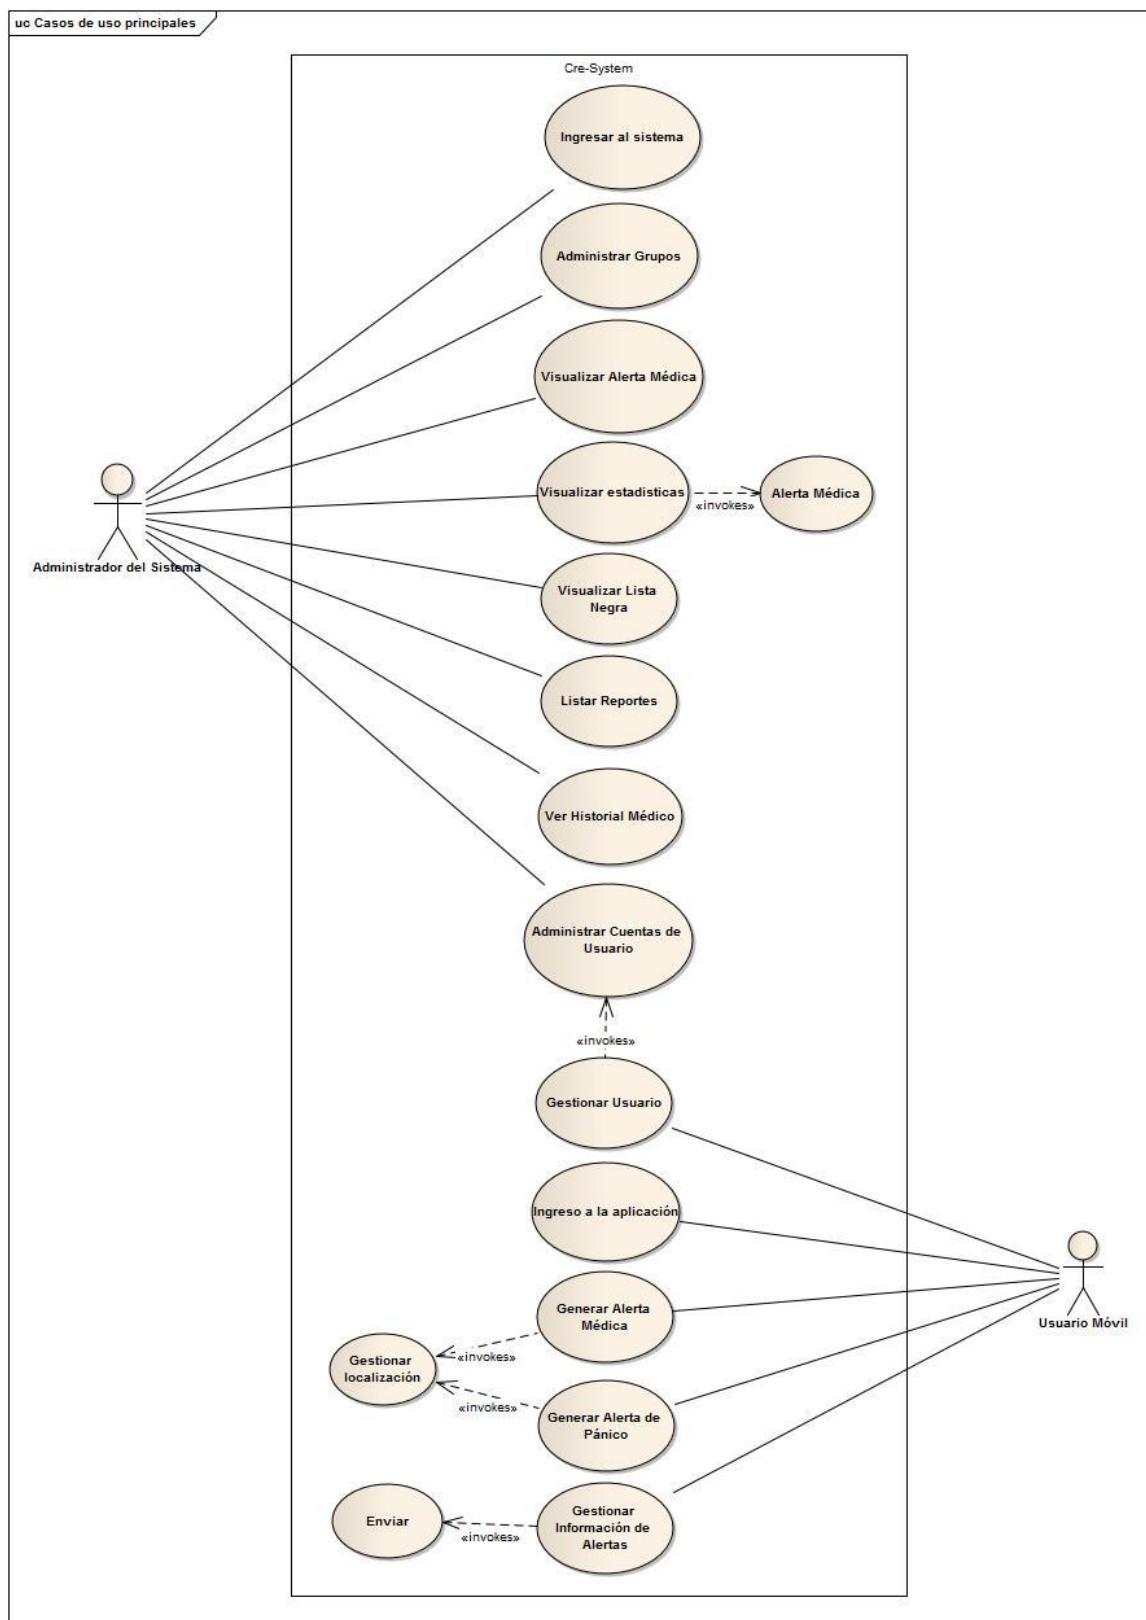 uc Casos de uso principales
Cre-System
Ingresar al sistema
Administrar Grupos
Visualizar Alerta Médica
Visualizar estadisticas
«invokes»
Alerta Médica
Administrador del Sistema
Visualizar Lista
Negra
Listar Reportes
Ver Historial Médico
Administrar Cuentas de
Usuario
«invokes»
Gestionar Usuario
Ingreso a la aplicación
Generar Alerta
Médica
Usuario Móvil
«invokes»
Gestionar
localización
«invokes»
Generar Alerta de
Pánico
Enviar
«invokes»
Gestionar
Información de
Alertas